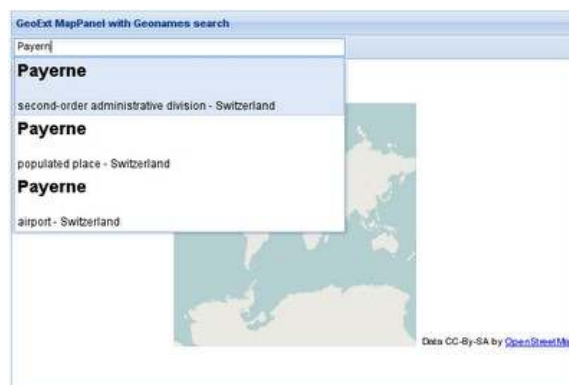 GeoExt MapPanel with Geonames search
Payern
Payerne
second-order administrative division - Switzerland
Payerne
populated place - Switzerland
Payerne
airport - Switzerland
Data CC-By-SA by OpenStreetMa